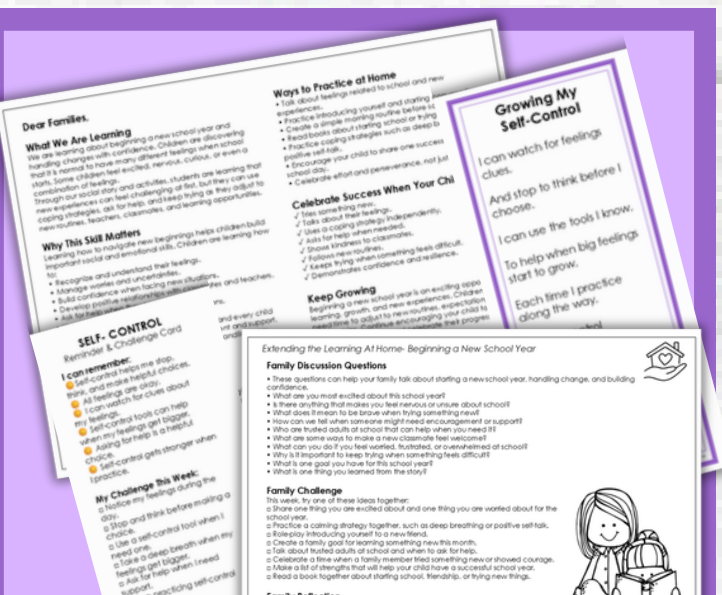 Dear Families,
What We Are Learning
We are learning about beginning a new school year and
handling changes with confidence. Children are discovering
that it is normal to have many different feelings when school
starts. Some children feel excited, nervous, curious, or even a
combination of feelings.
Through our social story and activities, students are learning that
new experiences can feel challenging at first, but they can use
coping strategies, ask for help, and keep trying as they adjust to
new routines, teachers, classmates, and learning opportunities.
Why This Skill Matters
Learning how to navigate new beginnings helps children build
important social and emotional skills. Children are learning how
to:
• Recognize and understand their feelings.
• Manage worries and uncertainties.
• Build confidence when facing new situations.
• Develop positive relationships with classmates and teachers.
• Ask for help when
and every child
Ways to Practice at Home
• Talk about feelings related to school and new
experiences.
• Practice introducing yourself and starting
• Create a simple morning routine before
• Read books about starting school or trying
• Practice coping strategies such as deep b
positive self-talk.
• Encourage your child to share one success
school day.
• Celebrate effort and perseverance, not just
Celebrate Success When Your Chil
✓ Tries something new.
✓ Talks about their feelings.
✓ Uses a coping strategy independently.
✓ Asks for help when needed.
✓ Shows kindness to classmates.
✓ Follows new routines.
✓ Keeps trying when something feels difficult.
✓ Demonstrates confidence and resilience.
Keep Growing
Beginning a new school year is an exciting oppo
learning, growth, and new experiences. Children
need time to adjust to new routines, expectation
Continue encouraging your child to
their progres
Growing My
Self-Control
I can watch for feelings
clues.
And stop to think before I
choose.
I can use the tools I know,
To help when big feelings
start to grow.
Each time I practice
along the way,
SELF- CONTROL
Reminder & Challenge Card
I can remember:
Self-control helps me stop,
think, and make helpful choices.
All feelings are okay.
I can watch for clues about
my feelings.
Self-control tools can help
when my feelings get bigger.
Asking for help is a helpful
choice.
Self-control gets stronger when
I practice.
My Challenge This Week:
□ Notice my feelings during the
day.
□ Stop and think before making a
choice.
□ Use a self-control tool when I
need one.
□ Take a deep breath when my
feelings get bigger.
□ Ask for help when I need
support.
practicing self-control
Extending the Learning At Home- Beginning a New School Year
Family Discussion Questions
• These questions can help your family talk about starting a new school year, handling change, and building
confidence.
• What are you most excited about this school year?
• Is there anything that makes you feel nervous or unsure about school?
• What does it mean to be brave when trying something new?
• How can we tell when someone might need encouragement or support?
• Who are trusted adults at school that can help when you need it?
• What are some ways to make a new classmate feel welcome?
• What can you do if you feel worried, frustrated, or overwhelmed at school?
• Why is it important to keep trying when something feels difficult?
• What is one goal you have for this school year?
• What is one thing you learned from the story?
Family Challenge
This week, try one of these ideas together:
□ Share one thing you are excited about and one thing you are worried about for the
school year.
□ Practice a calming strategy together, such as deep breathing or positive self-talk.
□ Role-play introducing yourself to a new friend.
□ Create a family goal for learning something new this month.
□ Talk about trusted adults at school and when to ask for help.
□ Celebrate a time when a family member tried something new or showed courage.
□ Make a list of strengths that will help your child have a successful school year.
□ Read a book together about starting school, friendship, or trying new things.